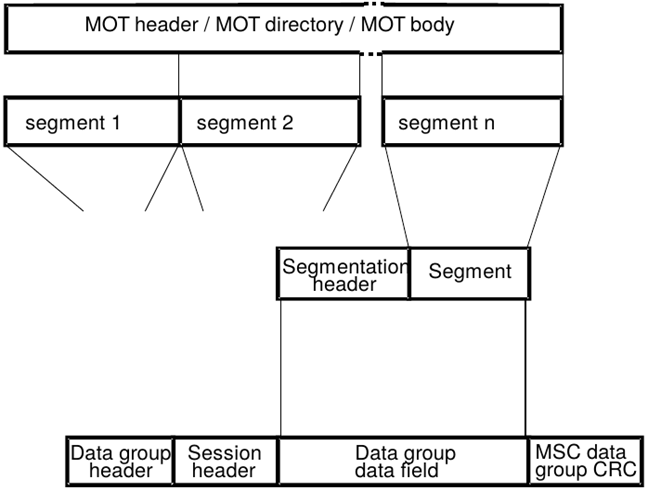 MOT header / MOT directory / MOT body
segment 1
segment 2
segment n
Segmentation
header
Segment
Data group
header
Session
header
Data group
data field
MSC data
group CRC